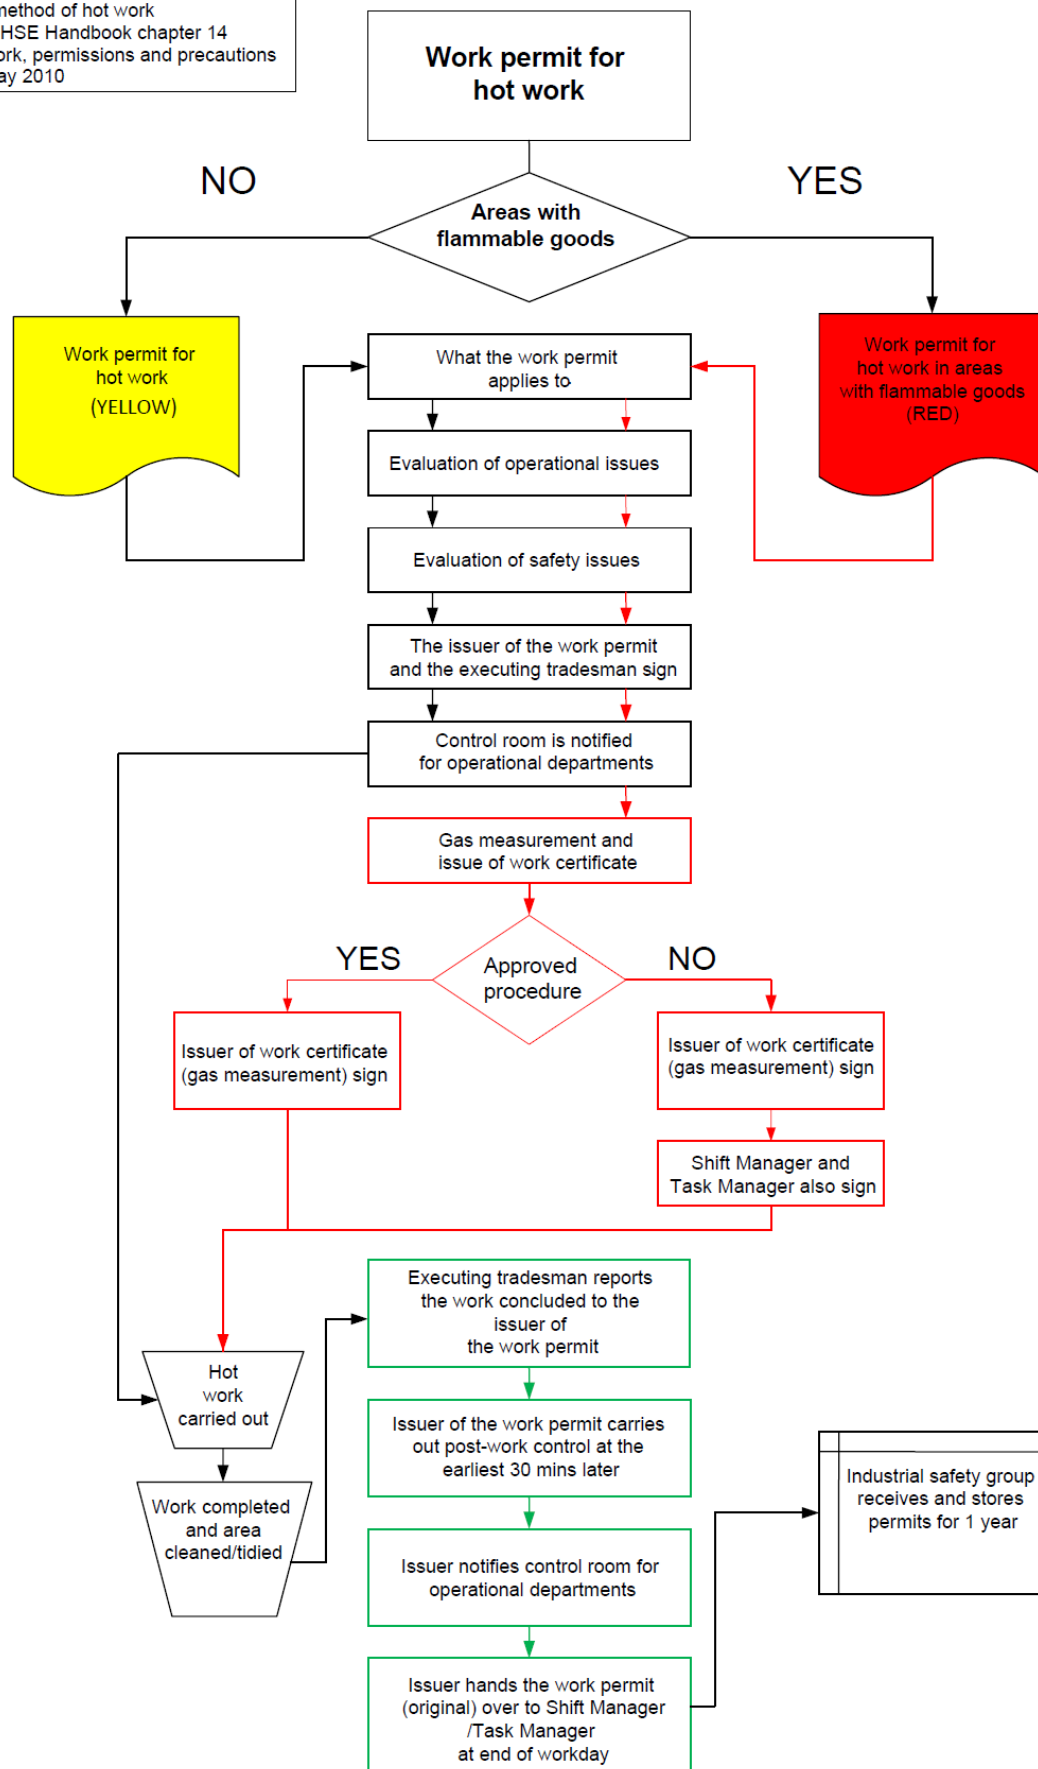 method of hot work
HSE Handbook chapter 14
ork, permissions and precautions
ay 2010
Work permit for
hot work
NO
YES
Areas with
flammable goods
Work permit for
hot work
(YELLOW)
What the work permit
applies to
Work permit for
hot work in areas
with flammable goods
(RED)
Evaluation of operational issues
Evaluation of safety issues
The issuer of the work permit
and the executing tradesman sign
Control room is notified
for operational departments
Gas measurement and
issue of work certificate
YES
Approved
procedure
NO
Issuer of work certificate
(gas measurement) sign
Issuer of work certificate
(gas measurement) sign
Shift Manager and
Task Manager also sign
Executing tradesman reports
the work concluded to the
issuer of
the work permit
Hot
work
carried out
Issuer of the work permit carries
out post-work control at the
earliest 30 mins later
Work completed
and area
cleaned/tidied
Industrial safety group
receives and stores
permits for 1 year
Issuer notifies control room for
operational departments
Issuer hands the work permit
(original) over to Shift Manager
/Task Manager
at end of workday